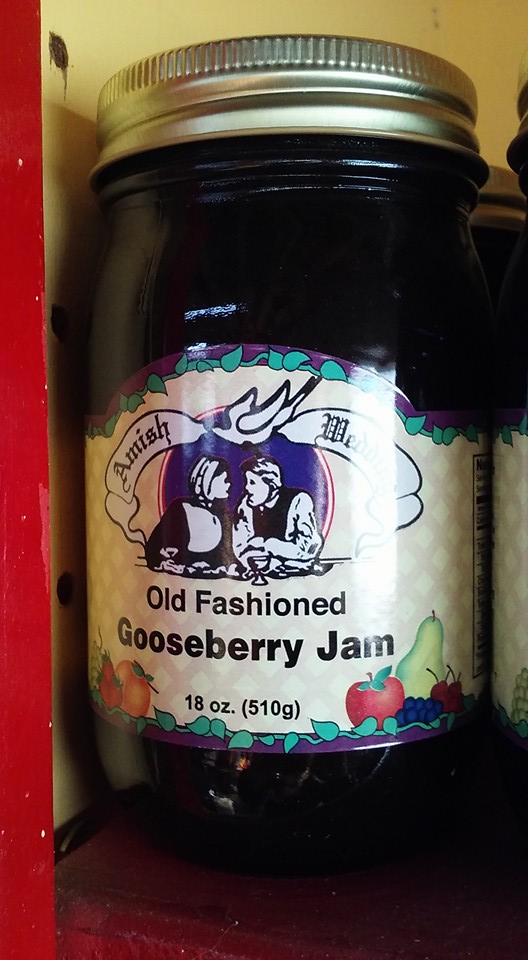 Amish
Old Fashioned
Gooseberry Jam
18 oz. (510g)